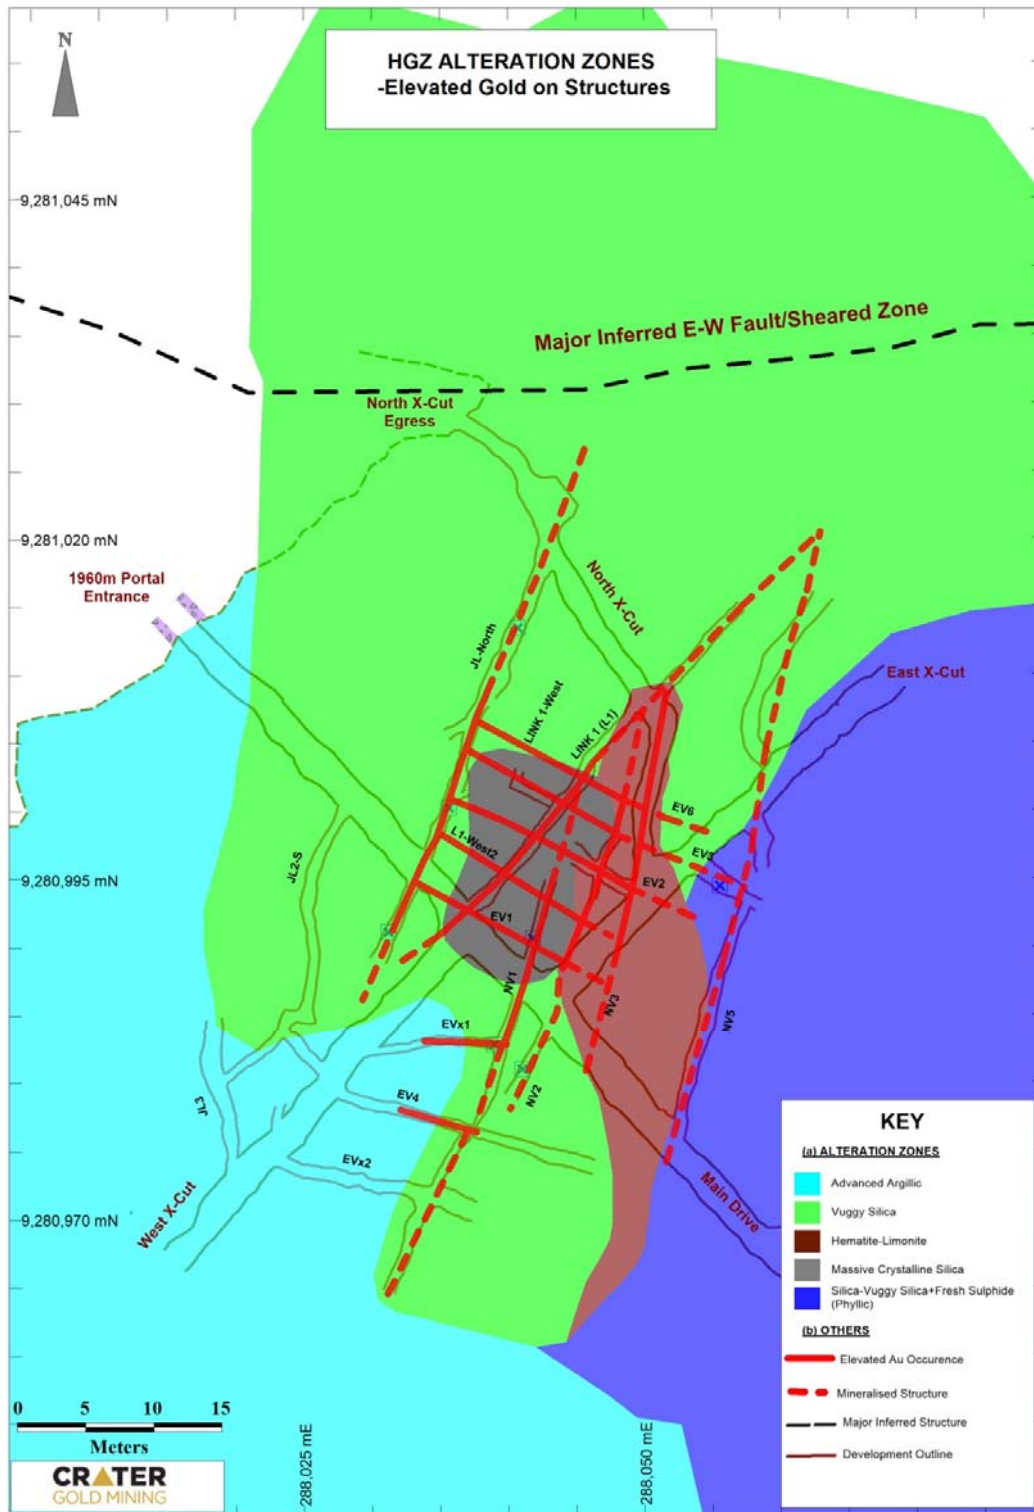 N
HGZ ALTERATION ZONES
-Elevated Gold on Structures
9,281,045 mN
Major Inferred E-W Fault/Sheared Zone
North X-Cut
Egress
9,281,020 mN
1960m Portal
Entrance
North X-Cut
JL-North
East X-Cut
LINK 1-West
LINK 1 (L1)
EV6
L1-West2
EV3
JL2-S
9,280,995 mN
EV2
EV1
NV1
NV3
NV5
EVx1
NV2
JL3
EV4
EVx2
Main Drive
West X-Cut
9,280,970 mN
KEY
(a) ALTERATION ZONES
Advanced Argillic
Vuggy Silica
Hematite-Limonite
Massive Crystalline Silica
Silica-Vuggy Silica+Fresh Sulphide
(Phyllic)
(b) OTHERS
Elevated Au Occurence
Mineralised Structure
Major Inferred Structure
Development Outline
0 5 10 15
Meters
288,025 mE
288,050 mE
CRATER
GOLD MINING